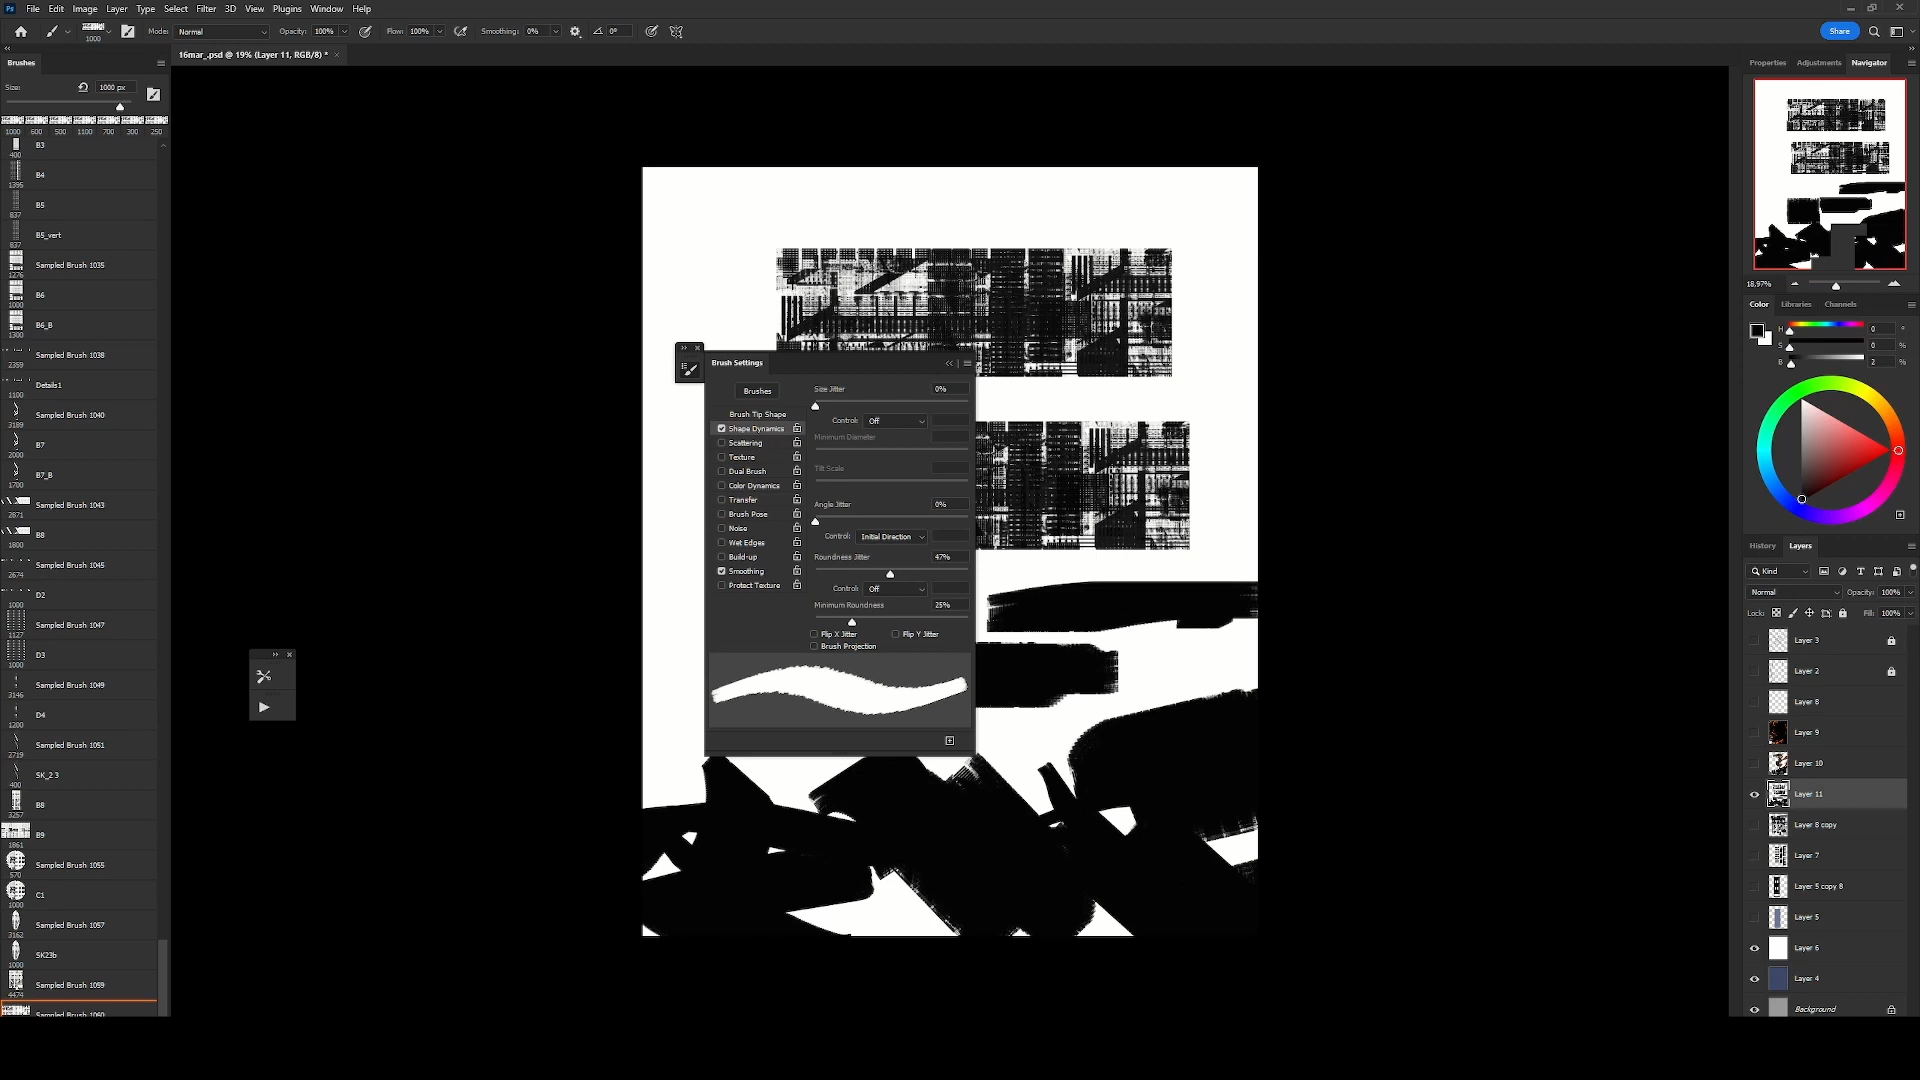 Ps File Edit Image Layer Type Select Filter 3D View Plugins Window Help
1000 Mode: Normal Opacity: 100% Flow: 100% Smoothing: 0% 0° Share
16mar_.psd @ 19% (Layer 11, RGB/8) *
Brushes
Size: 1000 px
1000 600 500 1100 700 300 250
B3
400
B4
1395
B5
837
B5_vert
837
Sampled Brush 1035
1276
B6
1000
B6_B
1300
Sampled Brush 1038
2359
Details1
1100
Sampled Brush 1040
3189
B7
2000
B7_B
1700
Sampled Brush 1043
2871
B8
1800
Sampled Brush 1045
2674
D2
1000
Sampled Brush 1047
1127
D3
1000
Sampled Brush 1049
3146
D4
1200
Sampled Brush 1051
2719
SK_2 3
400
B8
3257
B9
1861
Sampled Brush 1055
570
C1
1000
Sampled Brush 1057
3162
SK23b
1000
Sampled Brush 1059
4474
Sampled Brush 1060
Brush Settings
Brushes
Brush Tip Shape
Shape Dynamics
Scattering
Texture
Dual Brush
Color Dynamics
Transfer
Brush Pose
Noise
Wet Edges
Build-up
Smoothing
Protect Texture
Size Jitter 0%
Control: Off
Minimum Diameter
Tilt Scale
Angle Jitter 0%
Control: Initial Direction
Roundness Jitter 47%
Control: Off
Minimum Roundness 25%
Flip X Jitter Flip Y Jitter
Brush Projection
Properties Adjustments Navigator
18.97%
Color Libraries Channels
H 0 °
S 0 %
B 2 %
History Layers
Kind
Normal Opacity: 100%
Lock: Fill: 100%
Layer 3
Layer 2
Layer 8
Layer 9
Layer 10
Layer 11
Layer 8 copy
Layer 7
Layer 5 copy 8
Layer 5
Layer 6
Layer 4
Background